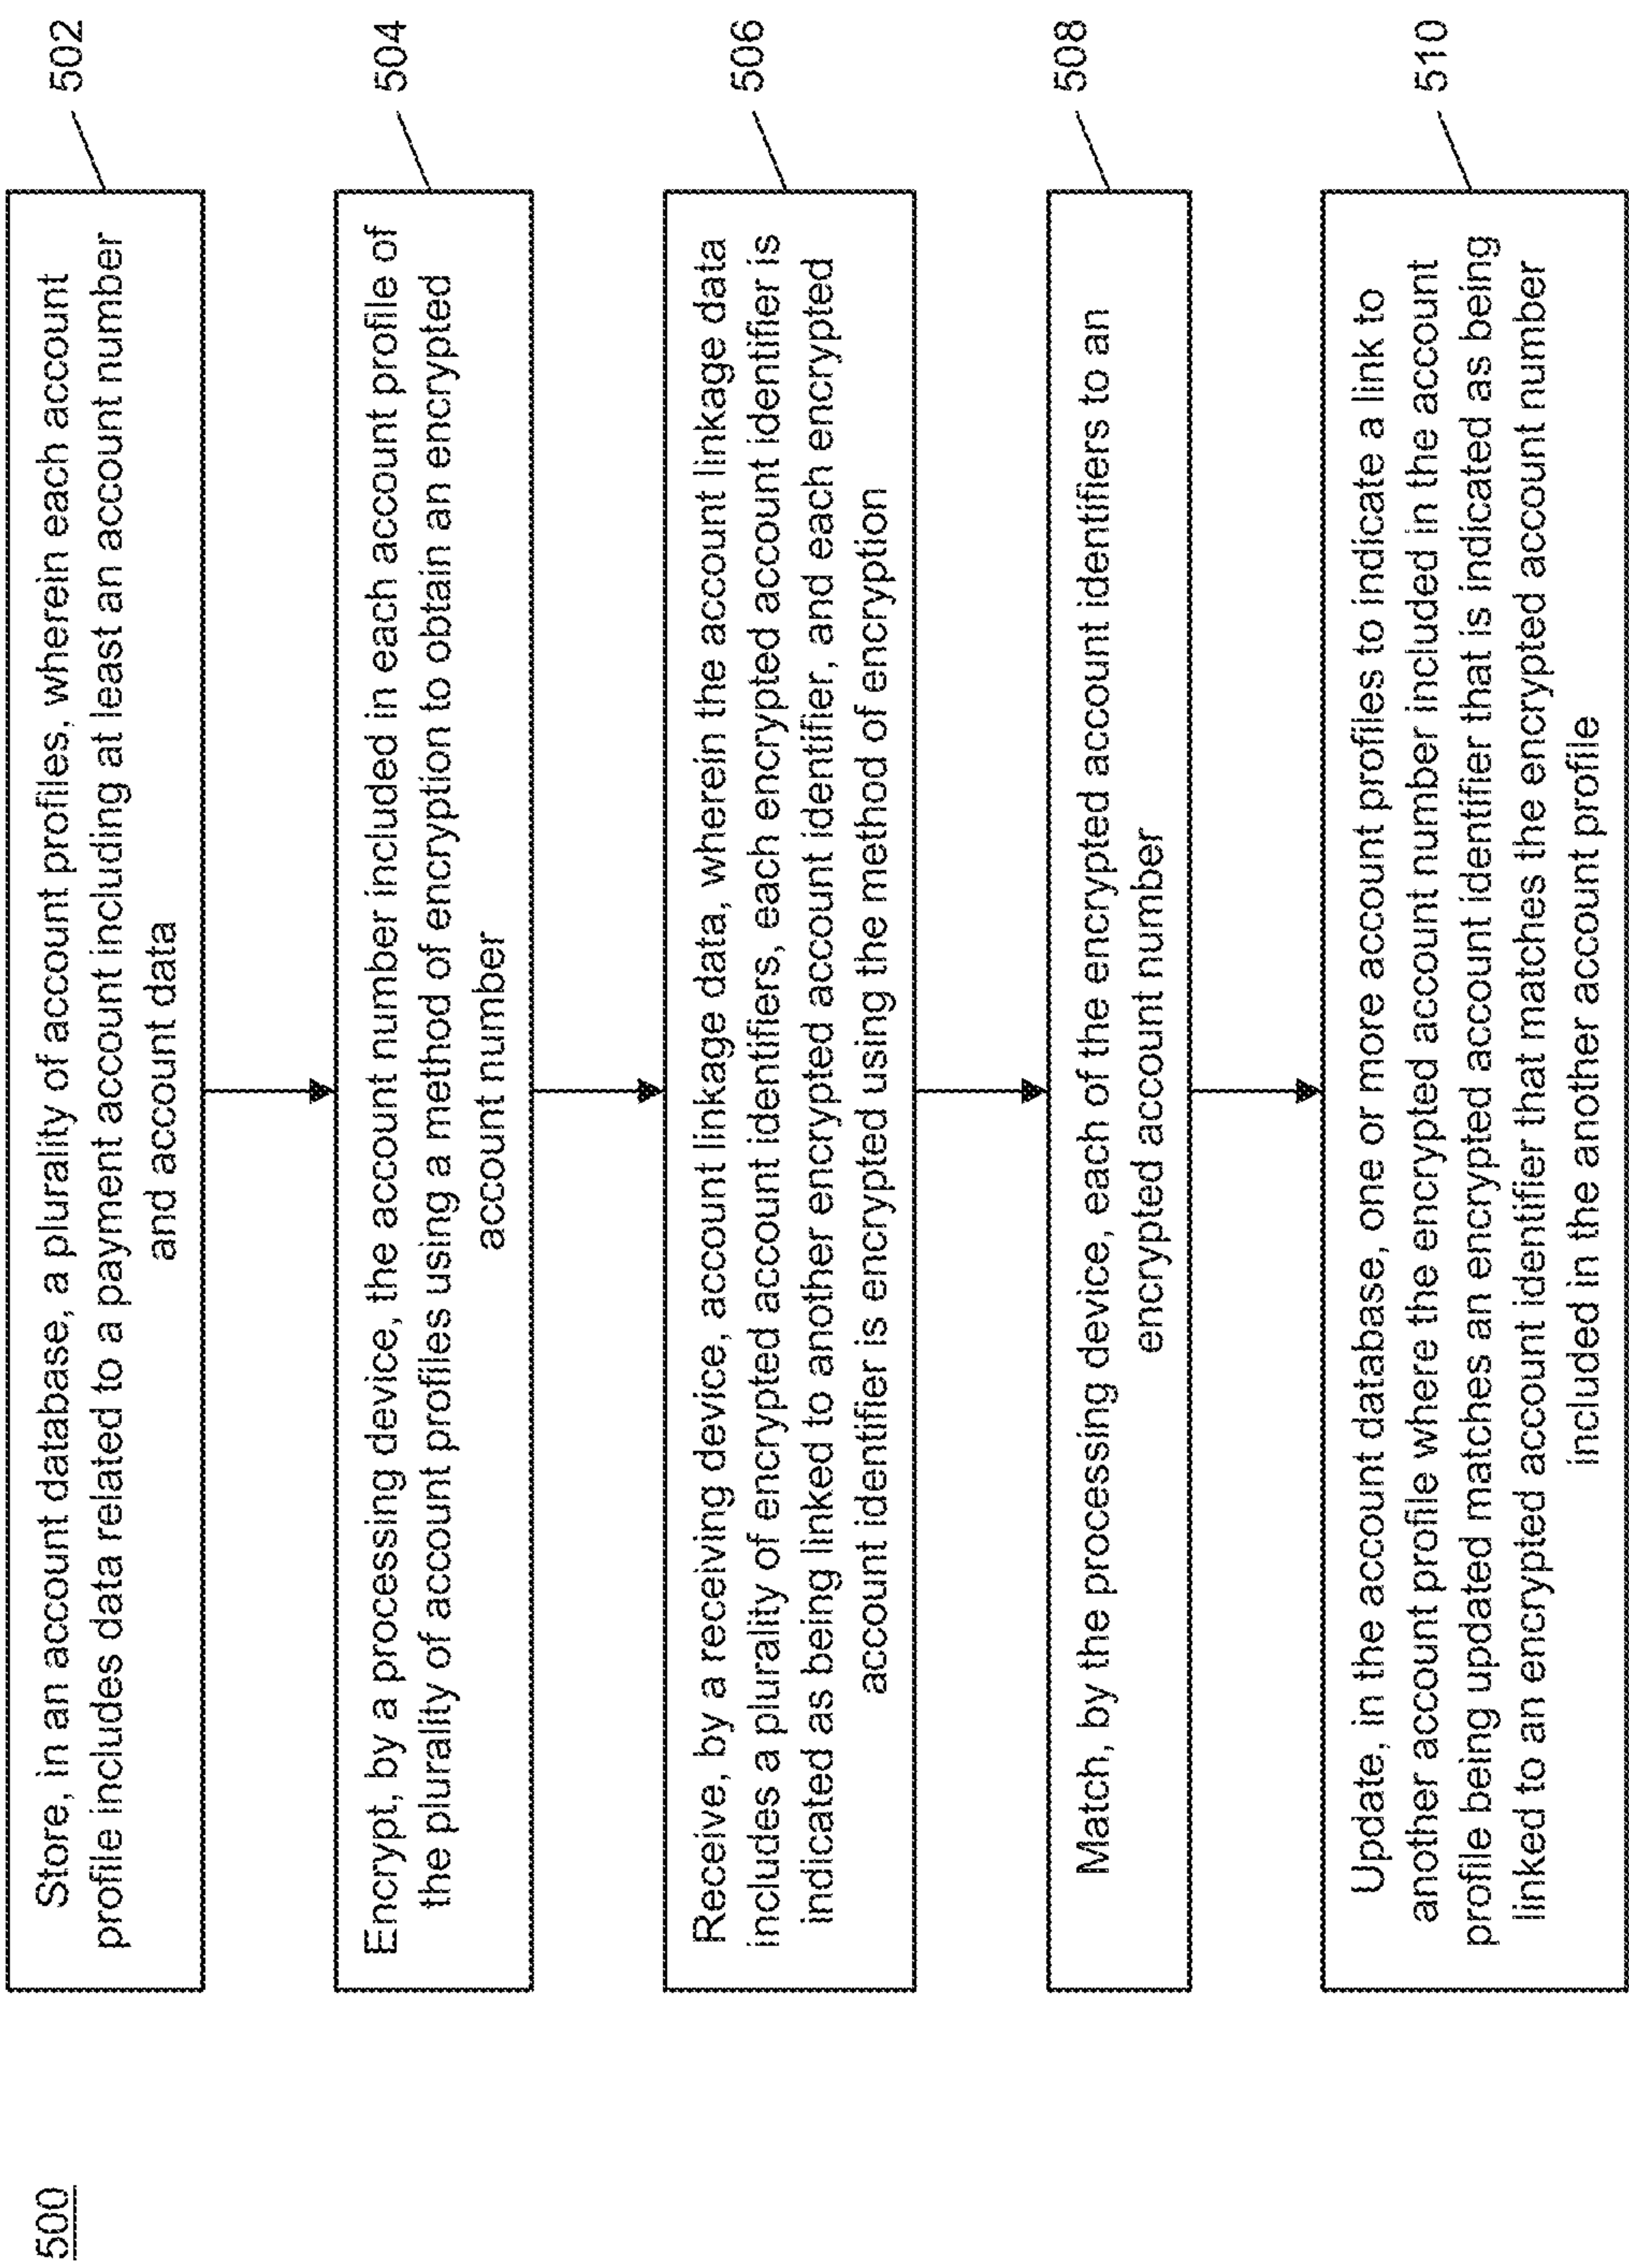 500
Store, in an account database, a plurality of account profiles, wherein each account
profile includes data related to a payment account including at least an account number
and account data
502
Encrypt, by a processing device, the account number included in each account profile of
the plurality of account profiles using a method of encryption to obtain an encrypted
account number
504
Receive, by a receiving device, account linkage data, wherein the account linkage data
includes a plurality of encrypted account identifiers, each encrypted account identifier is
indicated as being linked to another encrypted account identifier, and each encrypted
account identifier is encrypted using the method of encryption
506
Match, by the processing device, each of the encrypted account identifiers to an
encrypted account number
508
Update, in the account database, one or more account profiles to indicate a link to
another account profile where the encrypted account number included in the account
profile being updated matches an encrypted account identifier that is indicated as being
linked to an encrypted account identifier that matches the encrypted account number
included in the another account profile
510